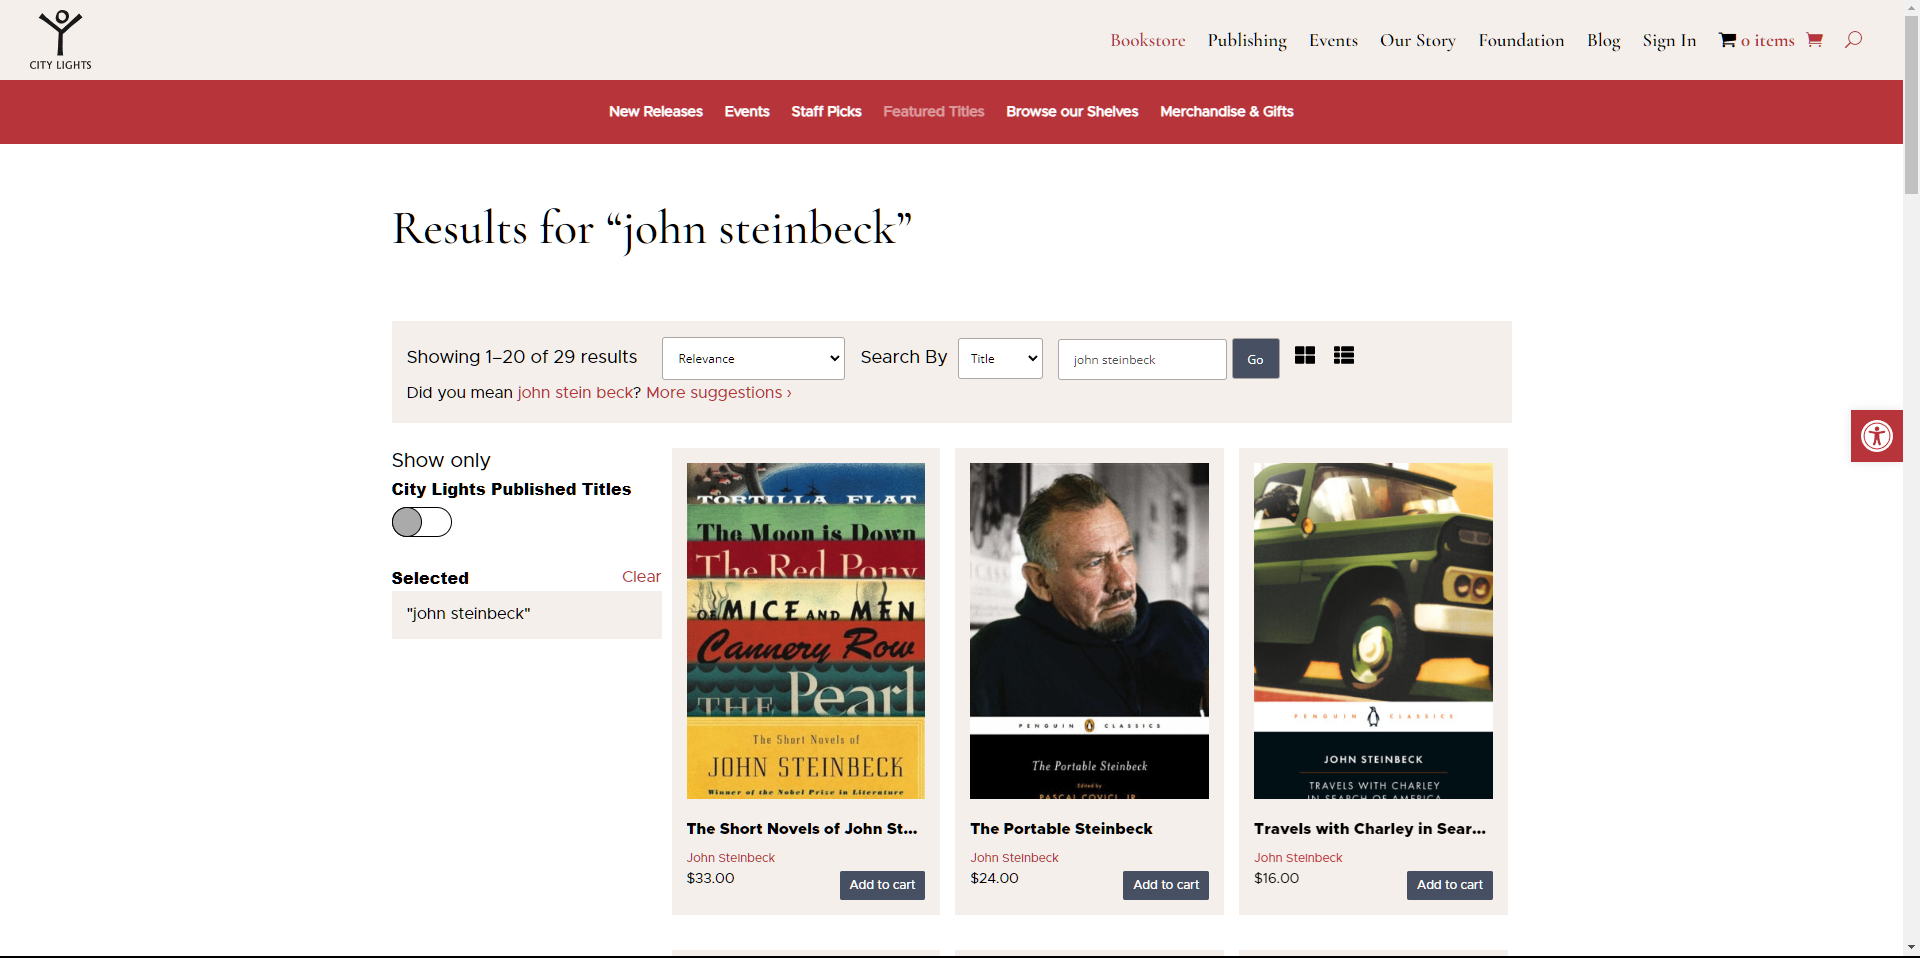 CITY LIGHTS
Bookstore Publishing Events Our Story Foundation Blog Sign In 0 items
New Releases Events Staff Picks Featured Titles Browse our Shelves Merchandise & Gifts
Results for “john steinbeck”
Showing 1–20 of 29 results Relevance Search By Title john steinbeck Go
Did you mean john stein beck? More suggestions ›
Show only
City Lights Published Titles
Selected Clear
"john steinbeck"
TORTILLA FLAT
The Moon is Down
The Red Pony
OF MICE AND MEN
Cannery Row
THE Pearl
The Short Novels of
JOHN STEINBECK
Winner of the Nobel Prize in Literature
The Short Novels of John St...
John Steinbeck
$33.00
Add to cart
PENGUIN CLASSICS
The Portable Steinbeck
Edited by
PASCAL COVICI, JR.
The Portable Steinbeck
John Steinbeck
$24.00
Add to cart
PENGUIN CLASSICS
JOHN STEINBECK
TRAVELS WITH CHARLEY
IN SEARCH OF AMERICA
Travels with Charley in Sear...
John Steinbeck
$16.00
Add to cart